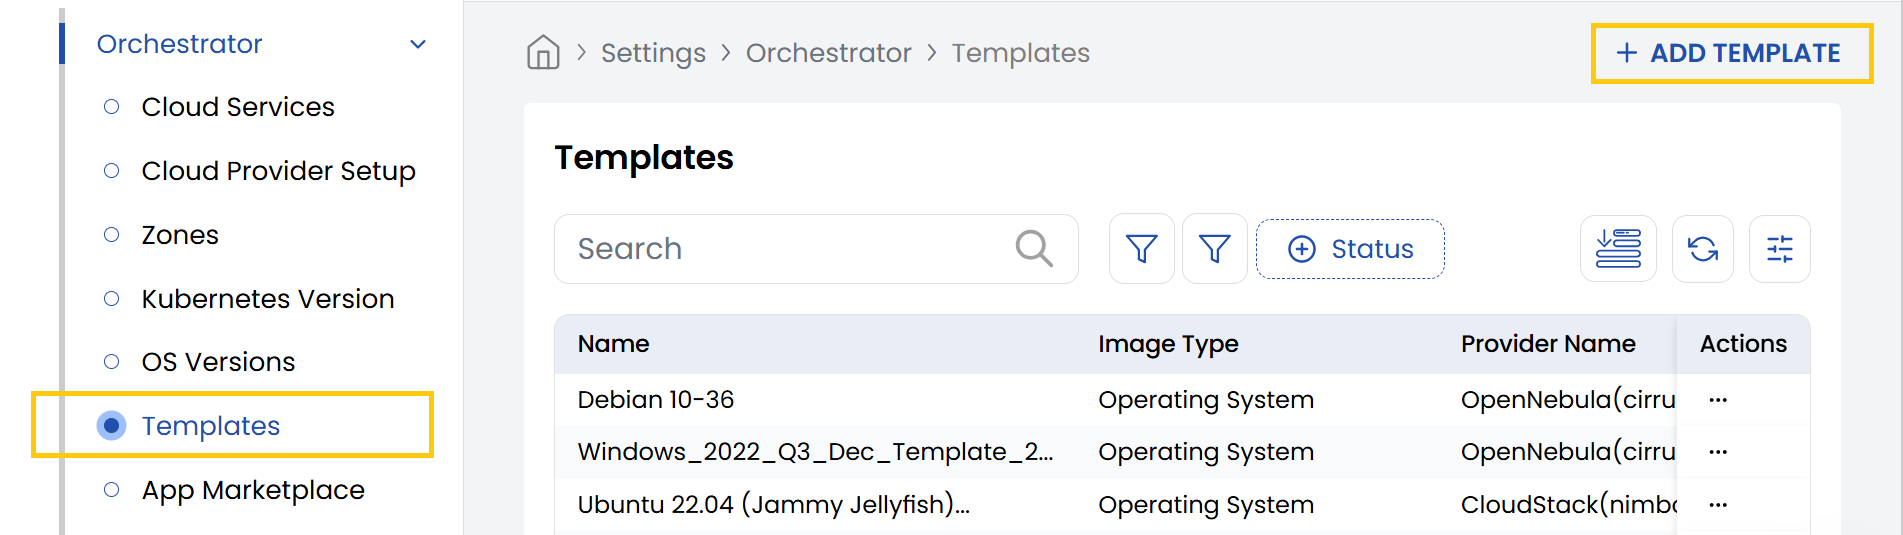 Orchestrator
Cloud Services
Cloud Provider Setup
Zones
Kubernetes Version
OS Versions
Templates
App Marketplace
Settings > Orchestrator > Templates
+ ADD TEMPLATE
Templates
Search
Status
Name Image Type Provider Name Actions
Debian 10-36 Operating System OpenNebula(cirru ...
Windows_2022_Q3_Dec_Template_2... Operating System OpenNebula(cirru ...
Ubuntu 22.04 (Jammy Jellyfish)... Operating System CloudStack(nimbo ...